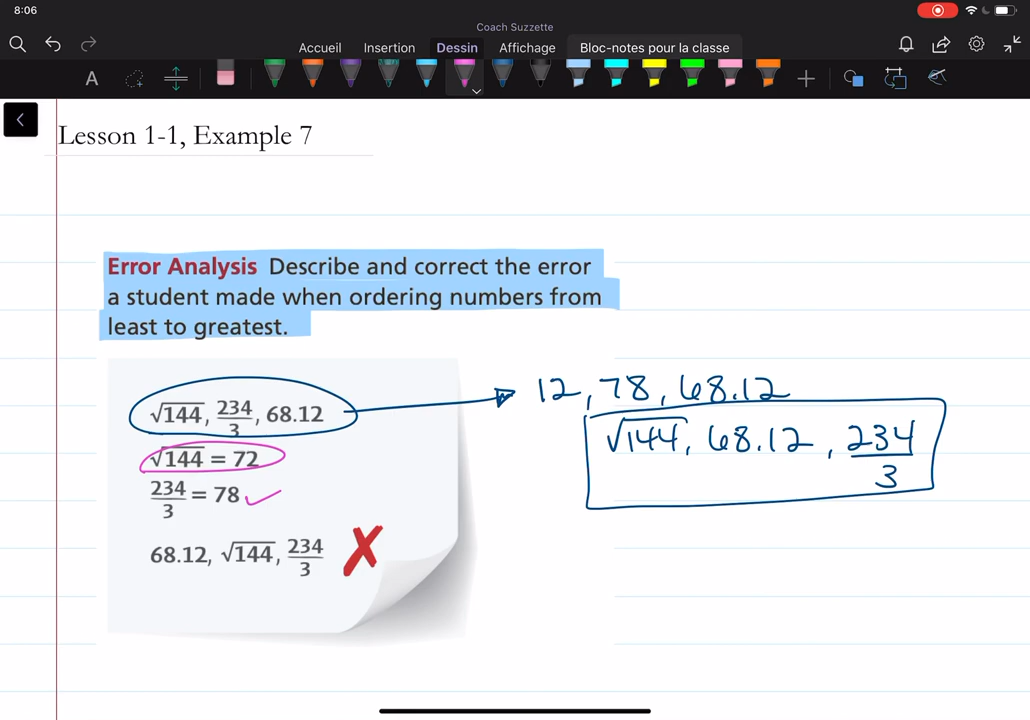 8:06
Coach Suzette
Accueil Insertion Dessin Affichage Bloc-notes pour la classe
A
Lesson 1-1, Example 7
Error Analysis Describe and correct the error
a student made when ordering numbers from
least to greatest.
√144, 234/3, 68.12
√144 = 72
234/3 = 78 ✓
68.12, √144, 234/3 ✗
12, 78, 68.12
√144, 68.12, 234/3